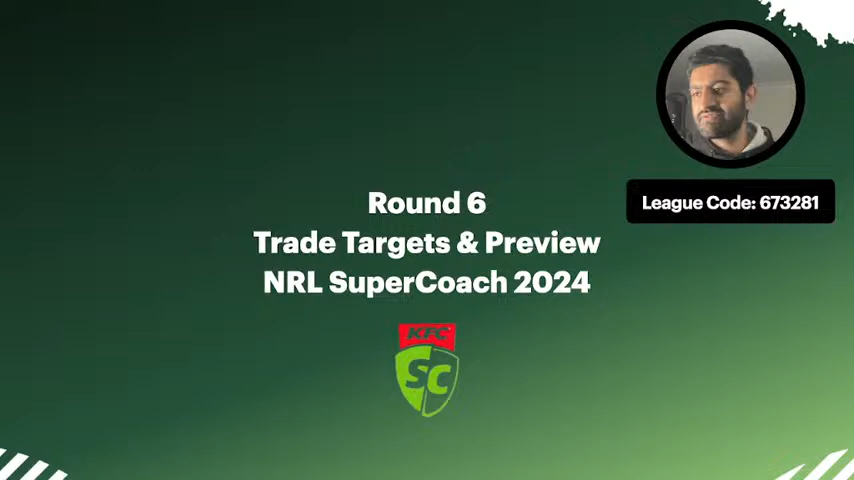 Round 6
Trade Targets & Preview
NRL SuperCoach 2024
League Code: 673281
KFC
SC